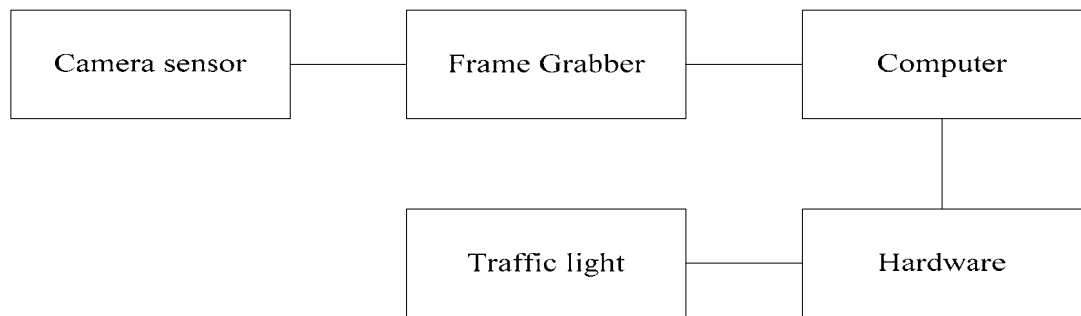 Camera sensor
Frame Grabber
Computer
Traffic light
Hardware